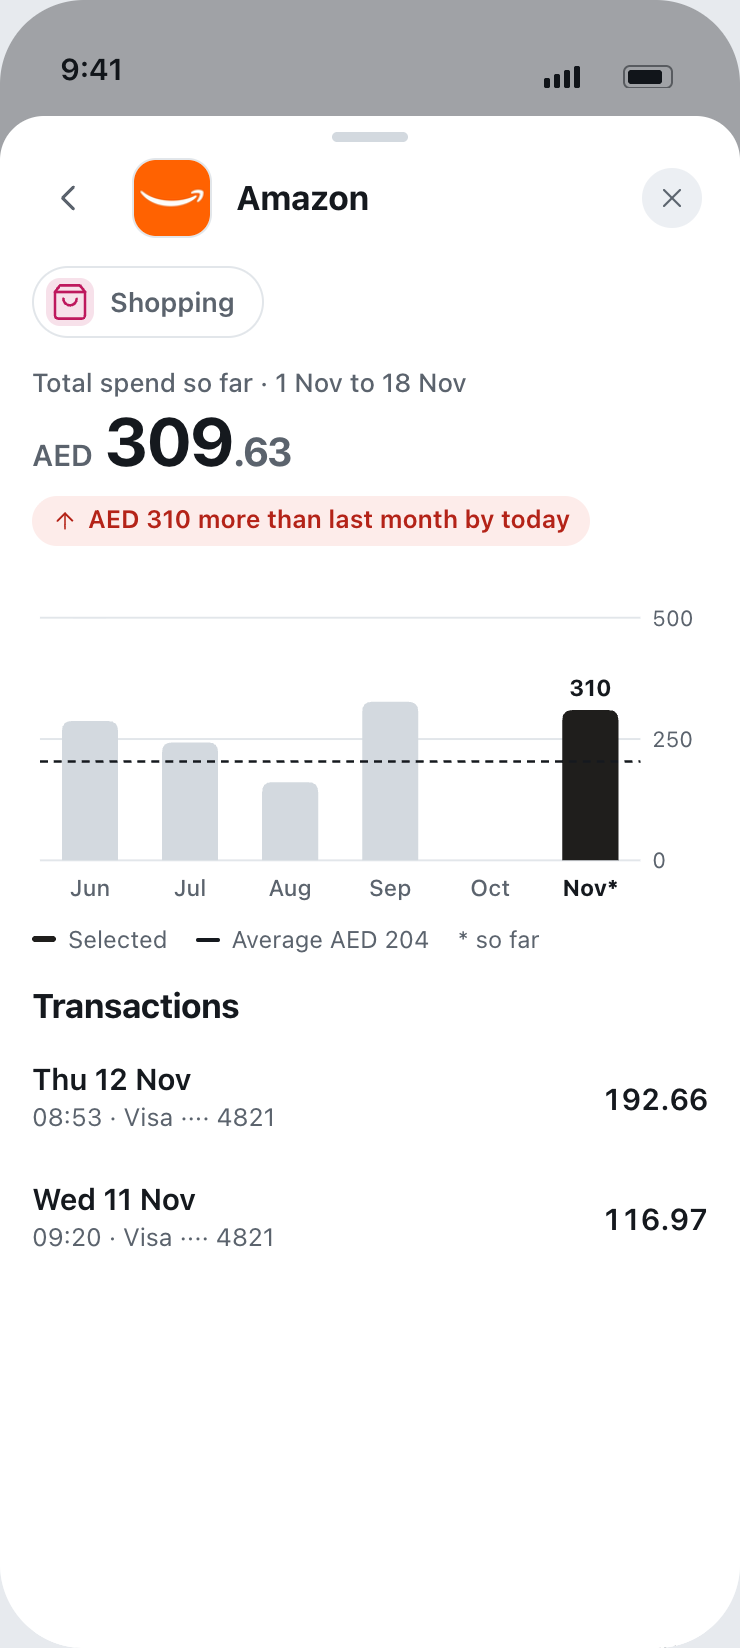 9:41
Amazon
Shopping
Total spend so far · 1 Nov to 18 Nov
AED 309.63
↑ AED 310 more than last month by today
500
310
250
0
Jun Jul Aug Sep Oct Nov*
Selected Average AED 204 * so far
Transactions
Thu 12 Nov
192.66
08:53 · Visa ···· 4821
Wed 11 Nov
116.97
09:20 · Visa ···· 4821